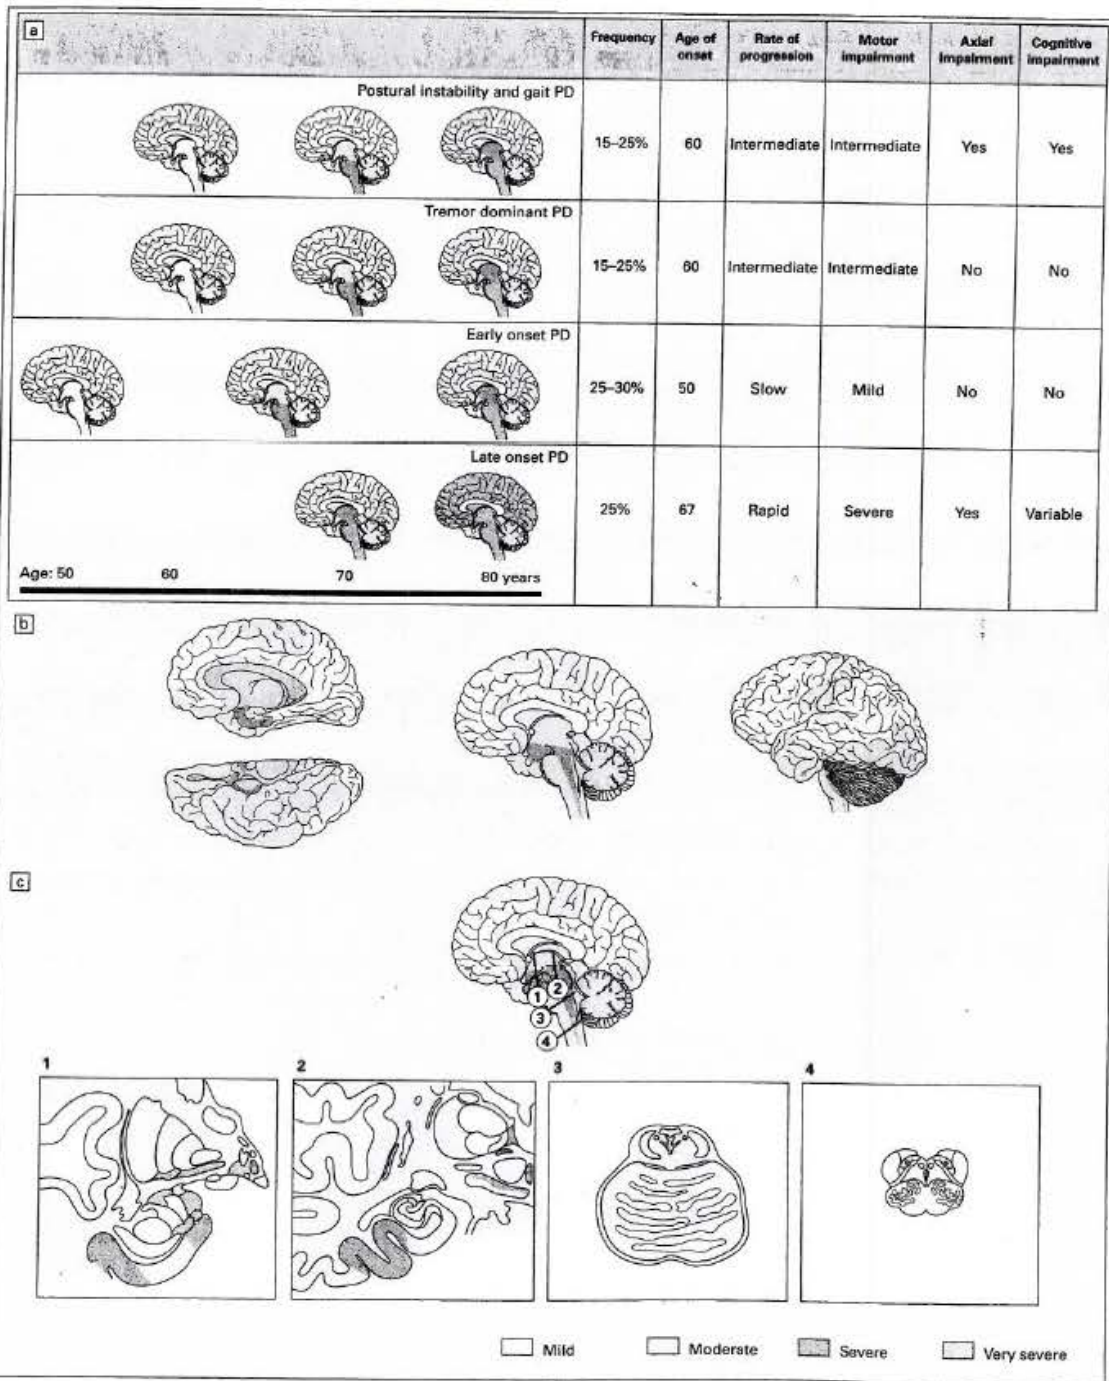 a
Frequency
Age of onset
Rate of progression
Motor impairment
Axial impairment
Cognitive impairment
Postural instability and gait PD
15–25%
60
Intermediate
Intermediate
Yes
Yes
Tremor dominant PD
15–25%
60
Intermediate
Intermediate
No
No
Early onset PD
25–30%
50
Slow
Mild
No
No
Late onset PD
25%
67
Rapid
Severe
Yes
Variable
Age: 50 60 70 80 years
b
c
1
2
3
4
1 2 3 4
Mild Moderate Severe Very severe